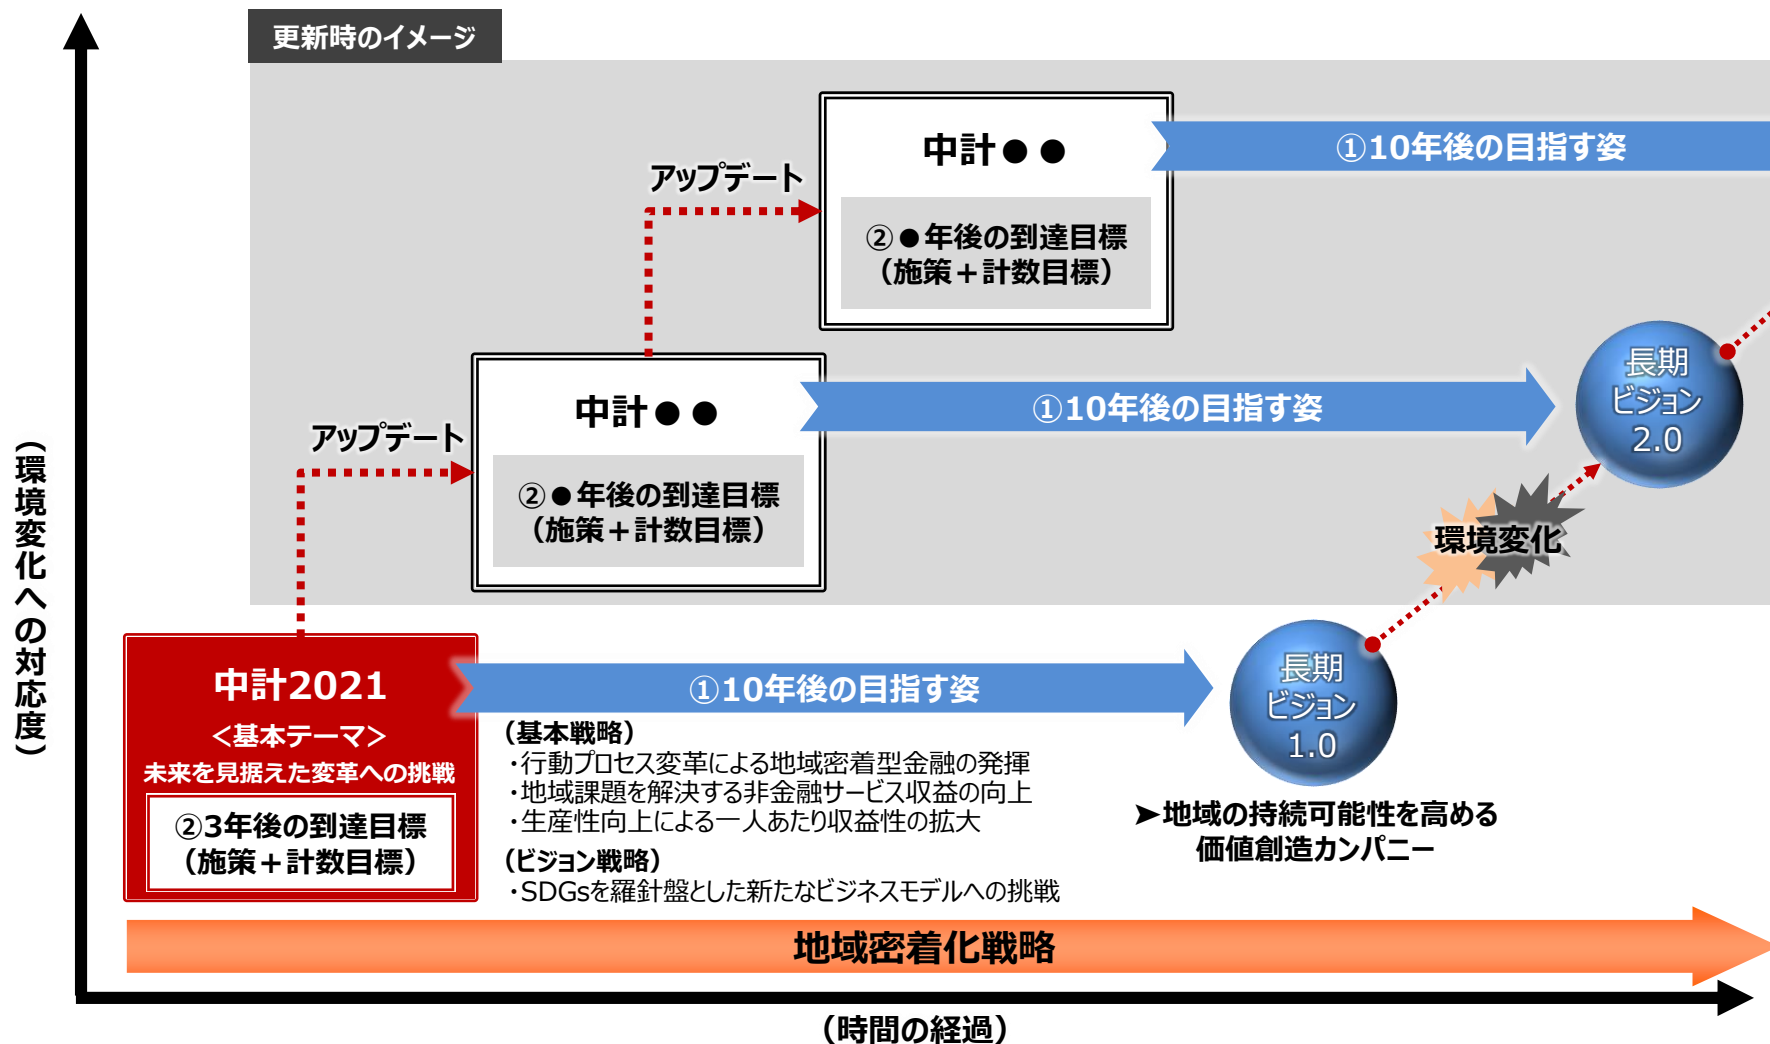 更新時のイメージ
中計●●
①10年後の目指す姿
アップデート
②●年後の到達目標
（施策＋計数目標）
長期
ビジョン
2.0
中計●●
①10年後の目指す姿
アップデート
②●年後の到達目標
（施策＋計数目標）
環境変化
（環境変化への対応度）
中計2021
＜基本テーマ＞
未来を見据えた変革への挑戦
②3年後の到達目標
（施策＋計数目標）
①10年後の目指す姿
長期
ビジョン
1.0
（基本戦略）
・行動プロセス変革による地域密着型金融の発揮
・地域課題を解決する非金融サービス収益の向上
・生産性向上による一人あたり収益性の拡大
（ビジョン戦略）
・SDGsを羅針盤とした新たなビジネスモデルへの挑戦
➤地域の持続可能性を高める
価値創造カンパニー
地域密着化戦略
（時間の経過）